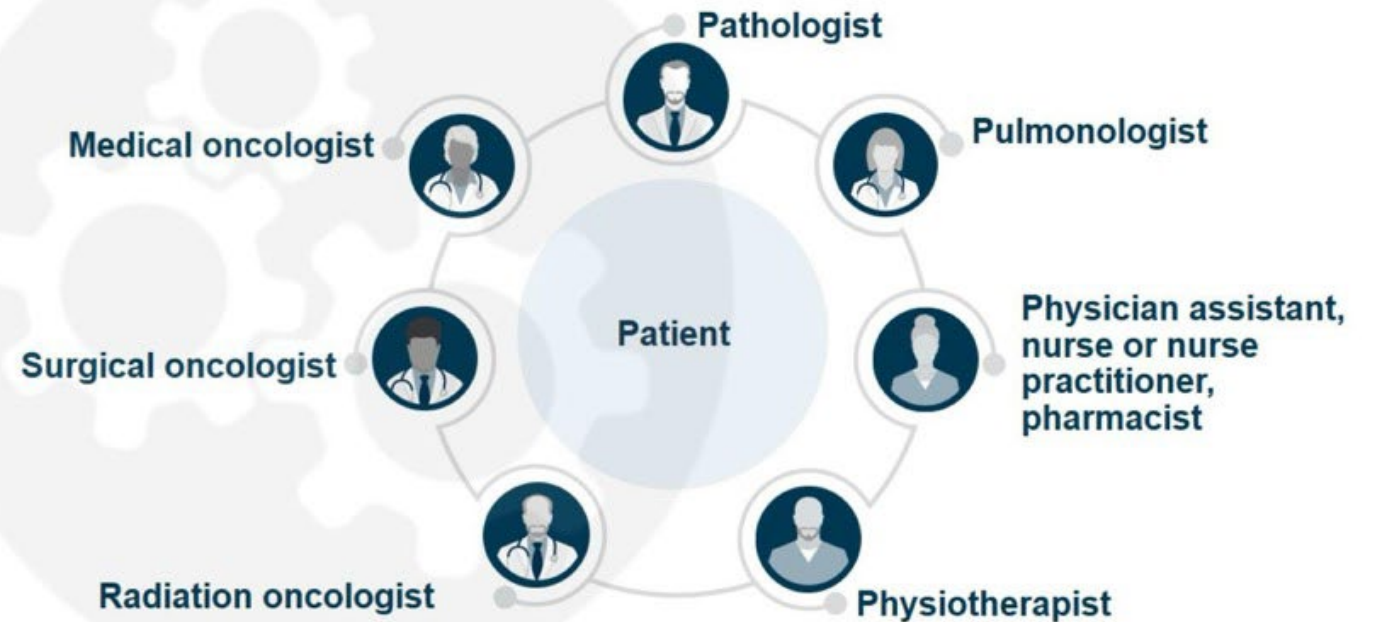 Pathologist
Medical oncologist
Pulmonologist
Patient
Physician assistant,
nurse or nurse
practitioner,
pharmacist
Surgical oncologist
Radiation oncologist
Physiotherapist